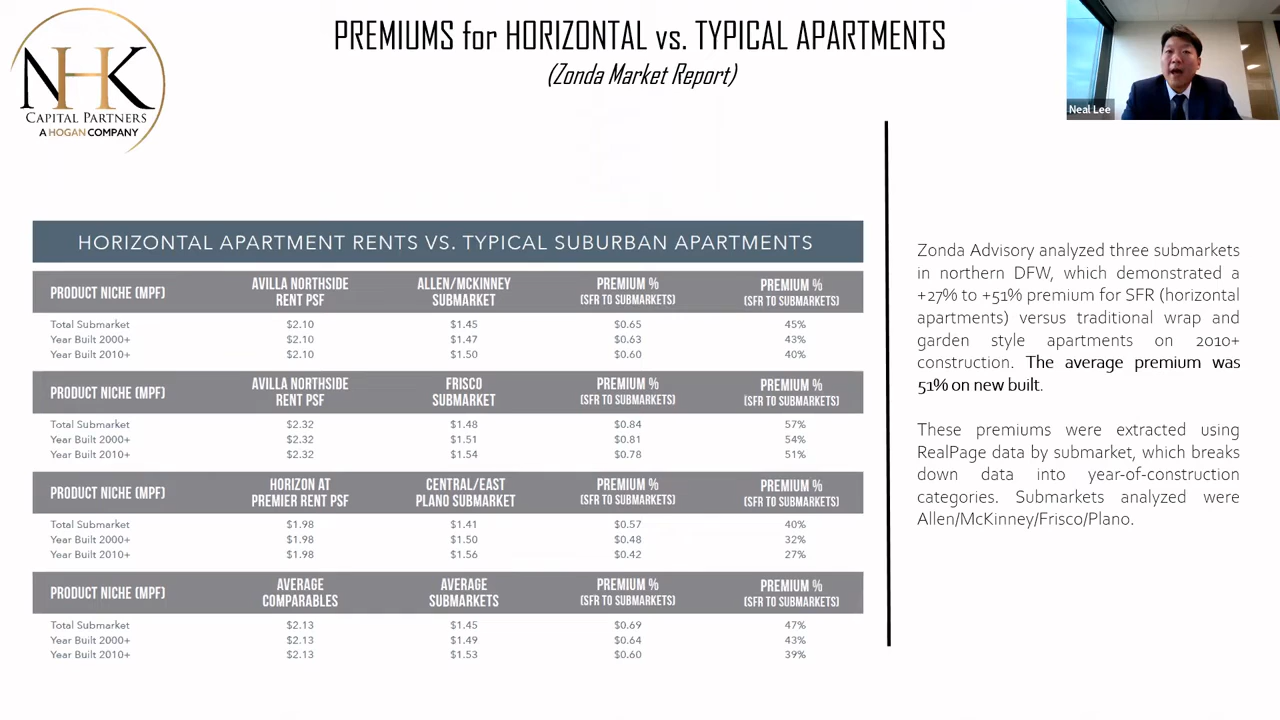 NHK
CAPITAL PARTNERS
A HOGAN COMPANY
PREMIUMS for HORIZONTAL vs. TYPICAL APARTMENTS
(Zonda Market Report)
Neal Lee
HORIZONTAL APARTMENT RENTS VS. TYPICAL SUBURBAN APARTMENTS
PRODUCT NICHE (MPF) AVILLA NORTHSIDE RENT PSF ALLEN/MCKINNEY SUBMARKET PREMIUM % (SFR TO SUBMARKETS) PREMIUM % (SFR TO SUBMARKETS)
Total Submarket $2.10 $1.45 $0.65 45%
Year Built 2000+ $2.10 $1.47 $0.63 43%
Year Built 2010+ $2.10 $1.50 $0.60 40%
PRODUCT NICHE (MPF) AVILLA NORTHSIDE RENT PSF FRISCO SUBMARKET PREMIUM % (SFR TO SUBMARKETS) PREMIUM % (SFR TO SUBMARKETS)
Total Submarket $2.32 $1.48 $0.84 57%
Year Built 2000+ $2.32 $1.51 $0.81 54%
Year Built 2010+ $2.32 $1.54 $0.78 51%
PRODUCT NICHE (MPF) HORIZON AT PREMIER RENT PSF CENTRAL/EAST PLANO SUBMARKET PREMIUM % (SFR TO SUBMARKETS) PREMIUM % (SFR TO SUBMARKETS)
Total Submarket $1.98 $1.41 $0.57 40%
Year Built 2000+ $1.98 $1.50 $0.48 32%
Year Built 2010+ $1.98 $1.56 $0.42 27%
PRODUCT NICHE (MPF) AVERAGE COMPARABLES AVERAGE SUBMARKETS PREMIUM % (SFR TO SUBMARKETS) PREMIUM % (SFR TO SUBMARKETS)
Total Submarket $2.13 $1.45 $0.69 47%
Year Built 2000+ $2.13 $1.49 $0.64 43%
Year Built 2010+ $2.13 $1.53 $0.60 39%
Zonda Advisory analyzed three submarkets
in northern DFW, which demonstrated a
+27% to +51% premium for SFR (horizontal
apartments) versus traditional wrap and
garden style apartments on 2010+
construction. The average premium was
51% on new built.
These premiums were extracted using
RealPage data by submarket, which breaks
down data into year-of-construction
categories. Submarkets analyzed were
Allen/McKinney/Frisco/Plano.